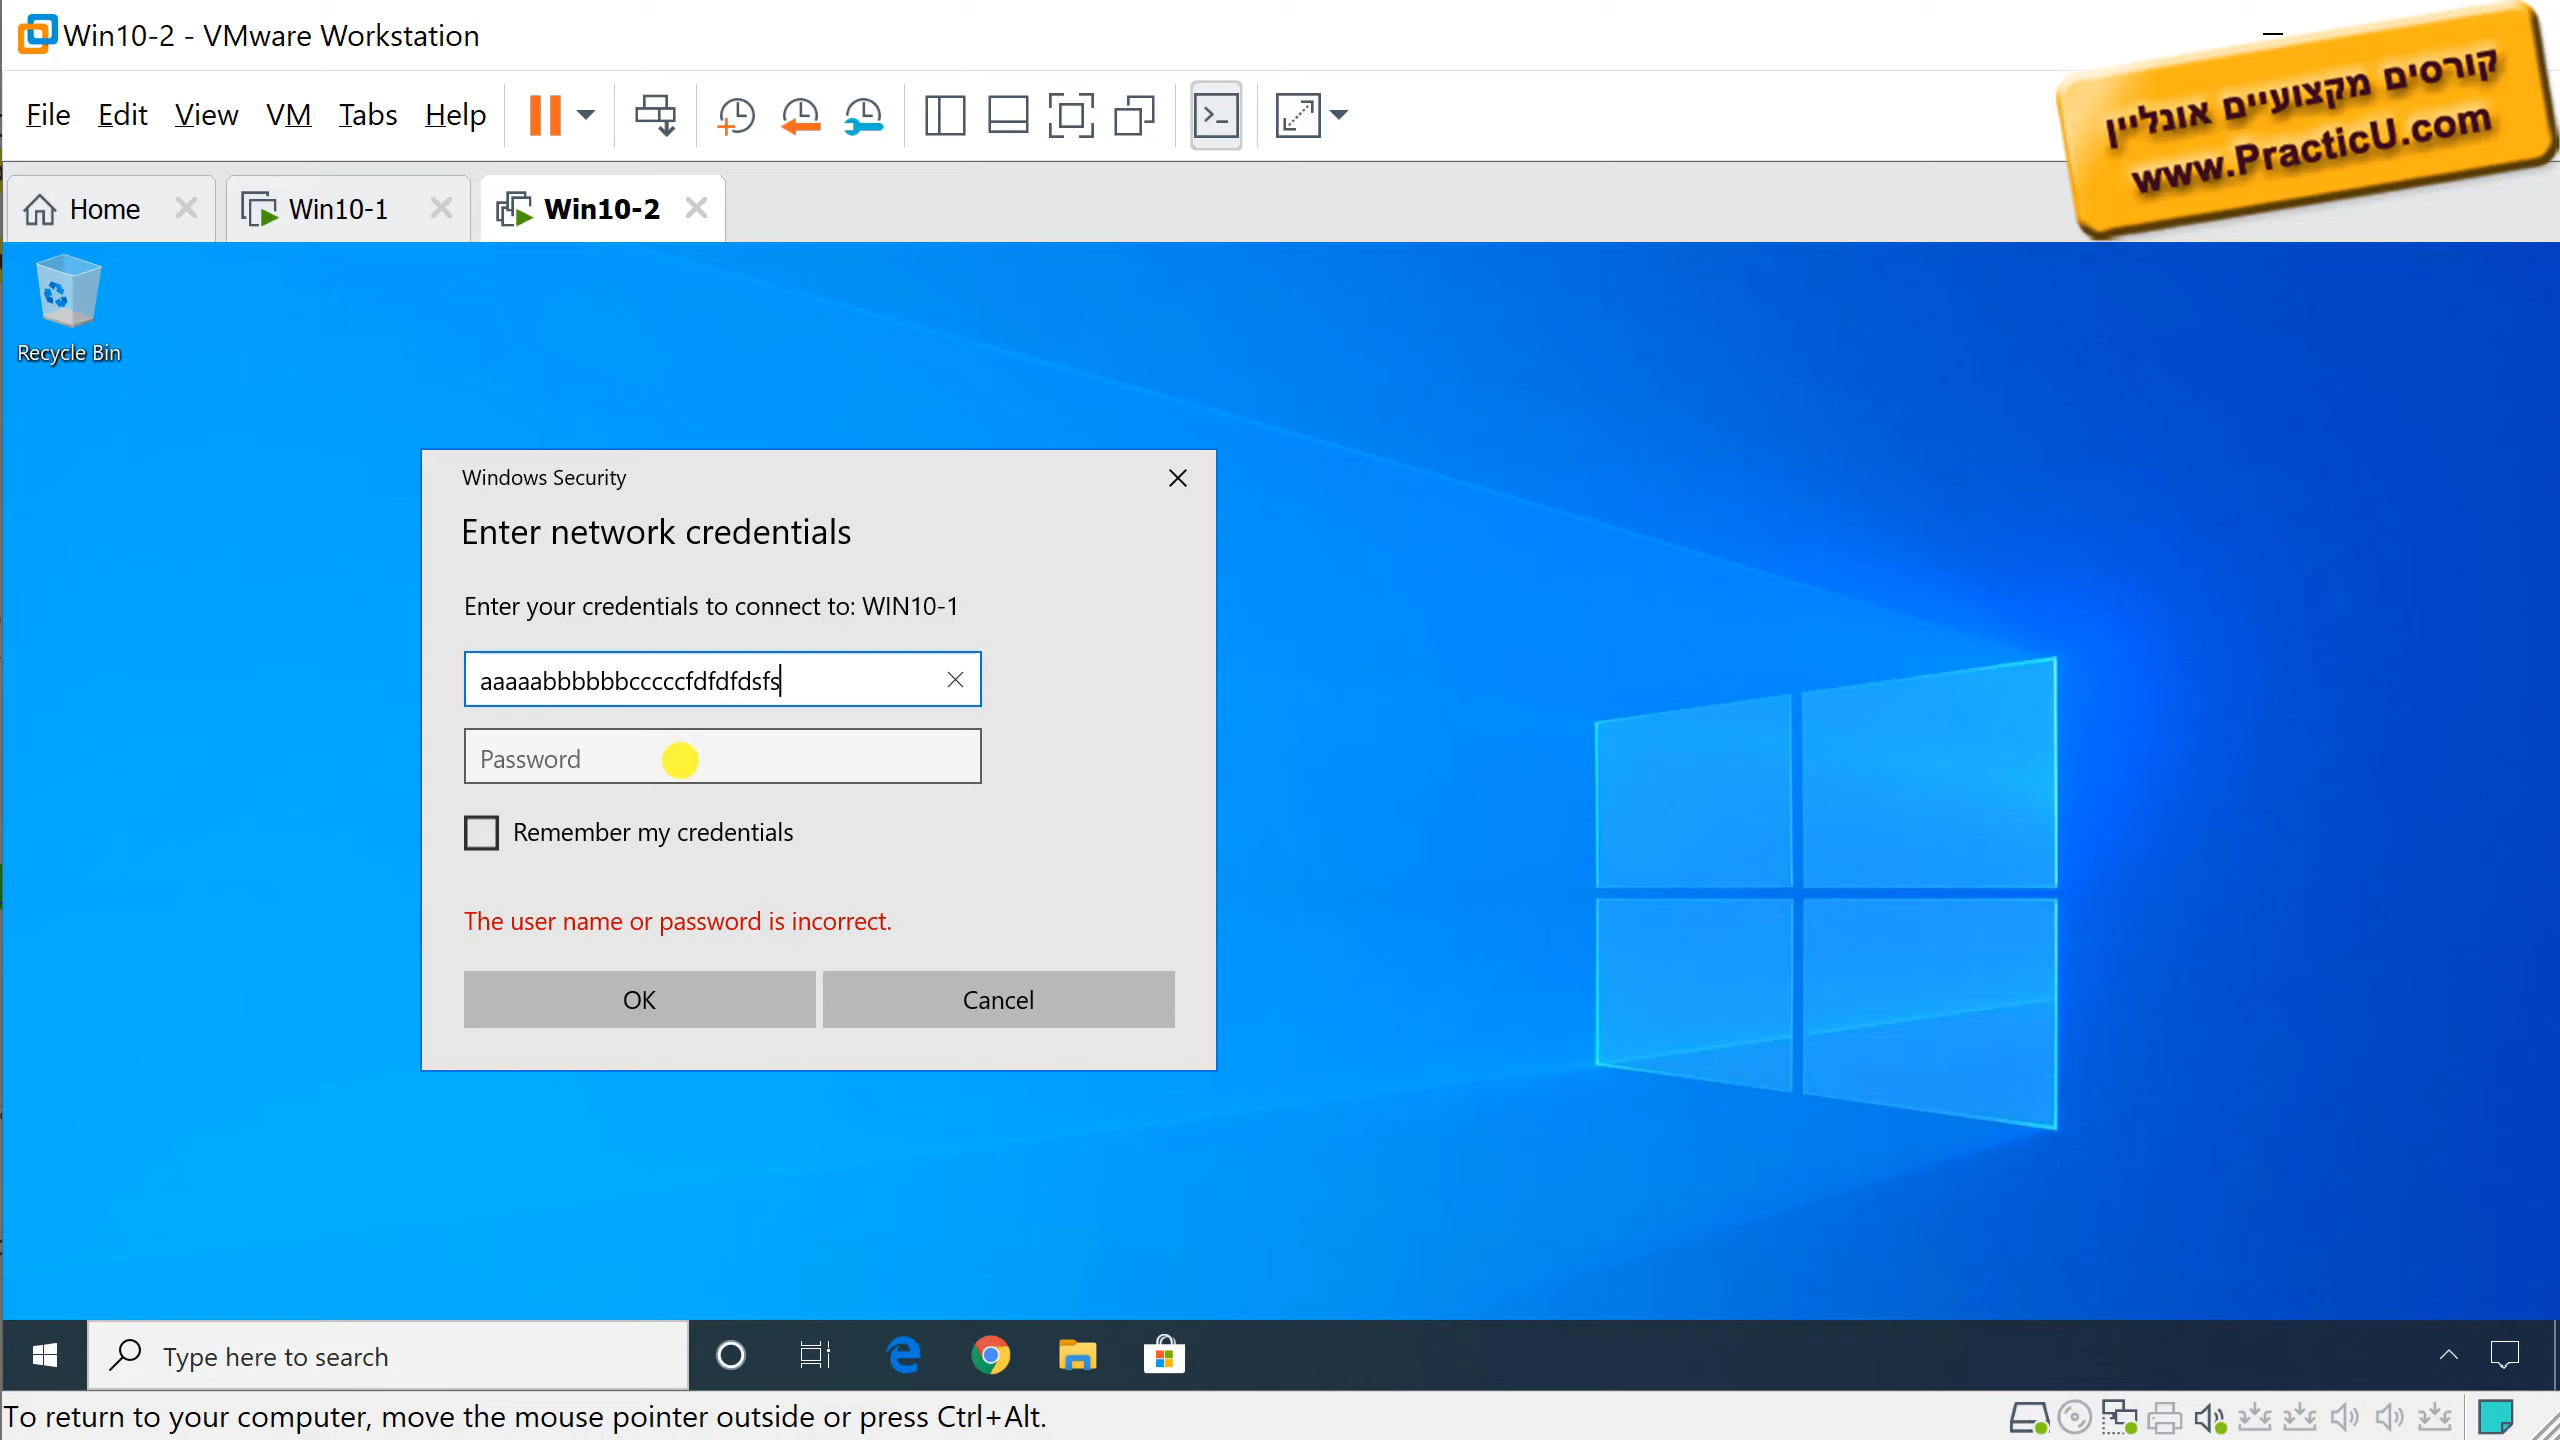 Win10-2 - VMware Workstation
קורסים מקצועיים אונליין
www.PracticU.com
File Edit View VM Tabs Help
Home
Win10-1
Win10-2
Recycle Bin
Windows Security
Enter network credentials
Enter your credentials to connect to: WIN10-1
aaaaabbbbbbcccccfdfdfdsfs
Password
Remember my credentials
The user name or password is incorrect.
OK
Cancel
Type here to search
To return to your computer, move the mouse pointer outside or press Ctrl+Alt.